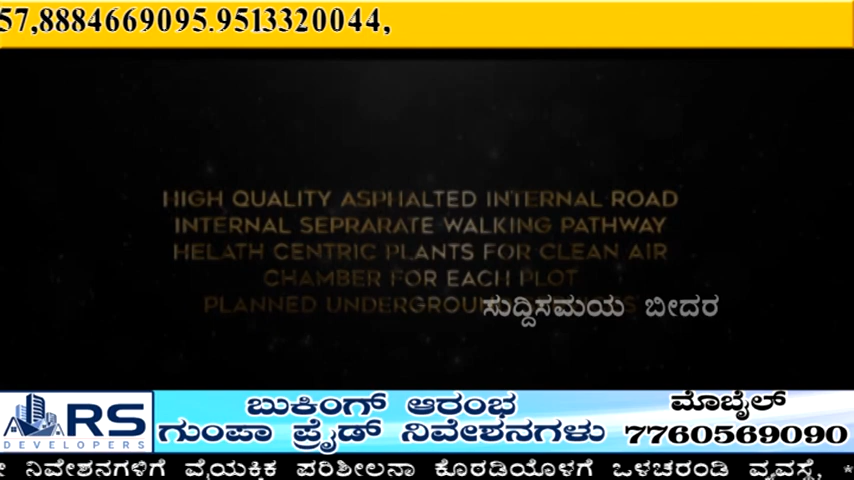 57,8884669095.9513320044,
HIGH QUALITY ASPHALTED INTERNAL ROAD
INTERNAL SEPRARATE WALKING PATHWAY
HELATH CENTRIC PLANTS FOR CLEAN AIR
CHAMBER FOR EACH PLOT
PLANNED
ಸುದ್ದಿಸಮಯ ಬೀದರ
RS
DEVELOPERS
ಬುಕಿಂಗ್ ಆರಂಭ
ಗುಂಪಾ ಪ್ರೈಡ್ ನಿವೇಶನಗಳು
ಮೊಬೈಲ್
7760569090
ನಿವೇಶನಗಳಿಗೆ ವೈಯಕ್ತಿಕ ಪರಿಶೀಲನಾ ಕೊಠಡಿಯೊಳಗೆ ಒಳಚರಂಡಿ ವ್ಯವಸ್ಥೆ, *